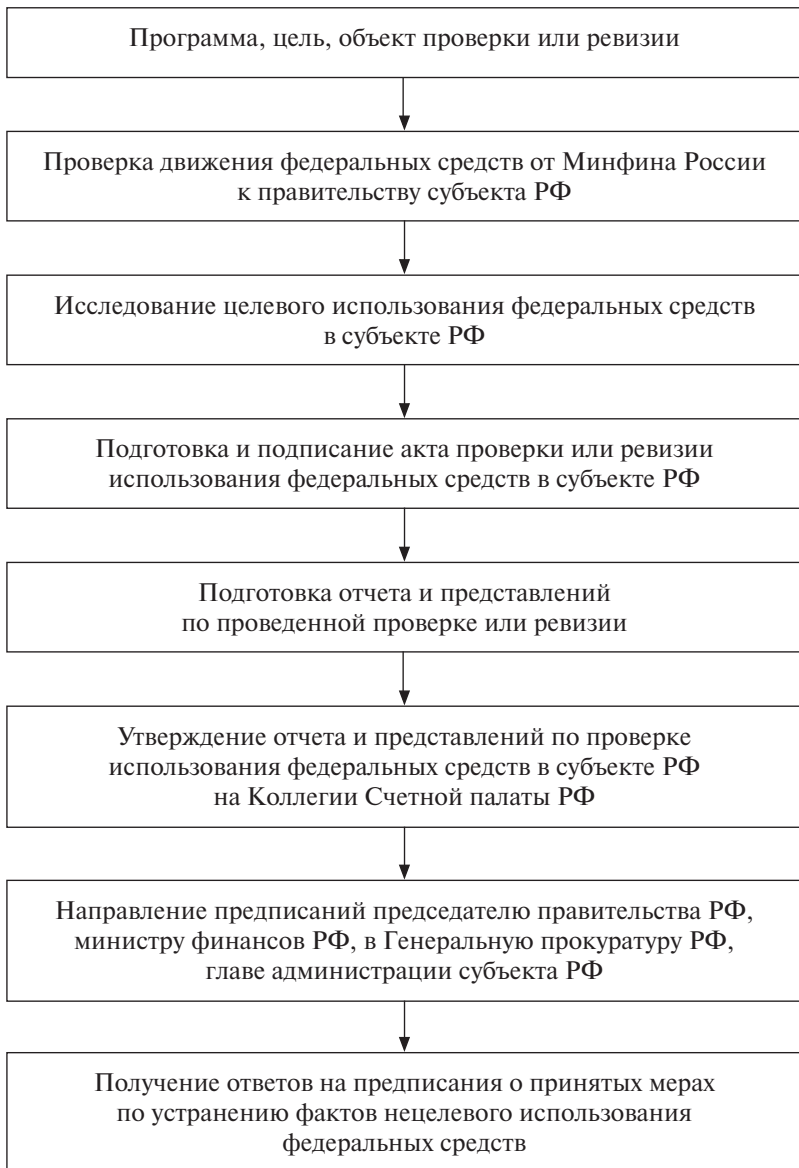 Программа, цель, объект проверки или ревизии
Проверка движения федеральных средств от Минфина России
к правительству субъекта РФ
Исследование целевого использования федеральных средств
в субъекте РФ
Подготовка и подписание акта проверки или ревизии
использования федеральных средств в субъекте РФ
Подготовка отчета и представлений
по проведенной проверке или ревизии
Утверждение отчета и представлений по проверке
использования федеральных средств в субъекте РФ
на Коллегии Счетной палаты РФ
Направление предписаний председателю правительства РФ,
министру финансов РФ, в Генеральную прокуратуру РФ,
главе администрации субъекта РФ
Получение ответов на предписания о принятых мерах
по устранению фактов нецелевого использования
федеральных средств